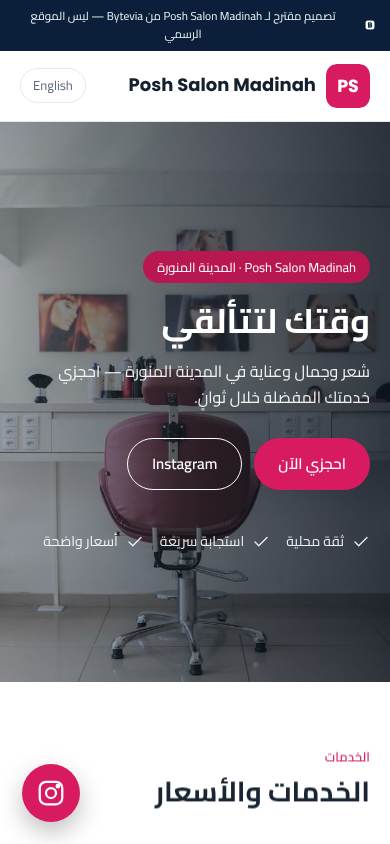 تصميم مقترح لـ Posh Salon Madinah من Bytevia — ليس الموقع
الرسمي
B
PS
Posh Salon Madinah
English
Posh Salon Madinah · المدينة المنورة
وقتك لتتألقي
شعر وجمال وعناية في المدينة المنورة — احجزي
خدمتك المفضلة خلال ثوانٍ.
احجزي الآن
Instagram
ثقة محلية
استجابة سريعة
أسعار واضحة
الخدمات
الخدمات والأسعار